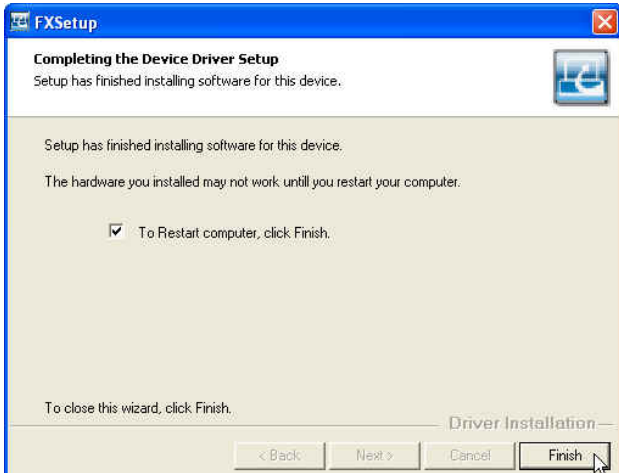 FXSetup
Completing the Device Driver Setup
Setup has finished installing software for this device.
Setup has finished installing software for this device.
The hardware you installed may not work untill you restart your computer.
To Restart computer, click Finish.
To close this wizard, click Finish.
Driver Installation
< Back Next > Cancel Finish